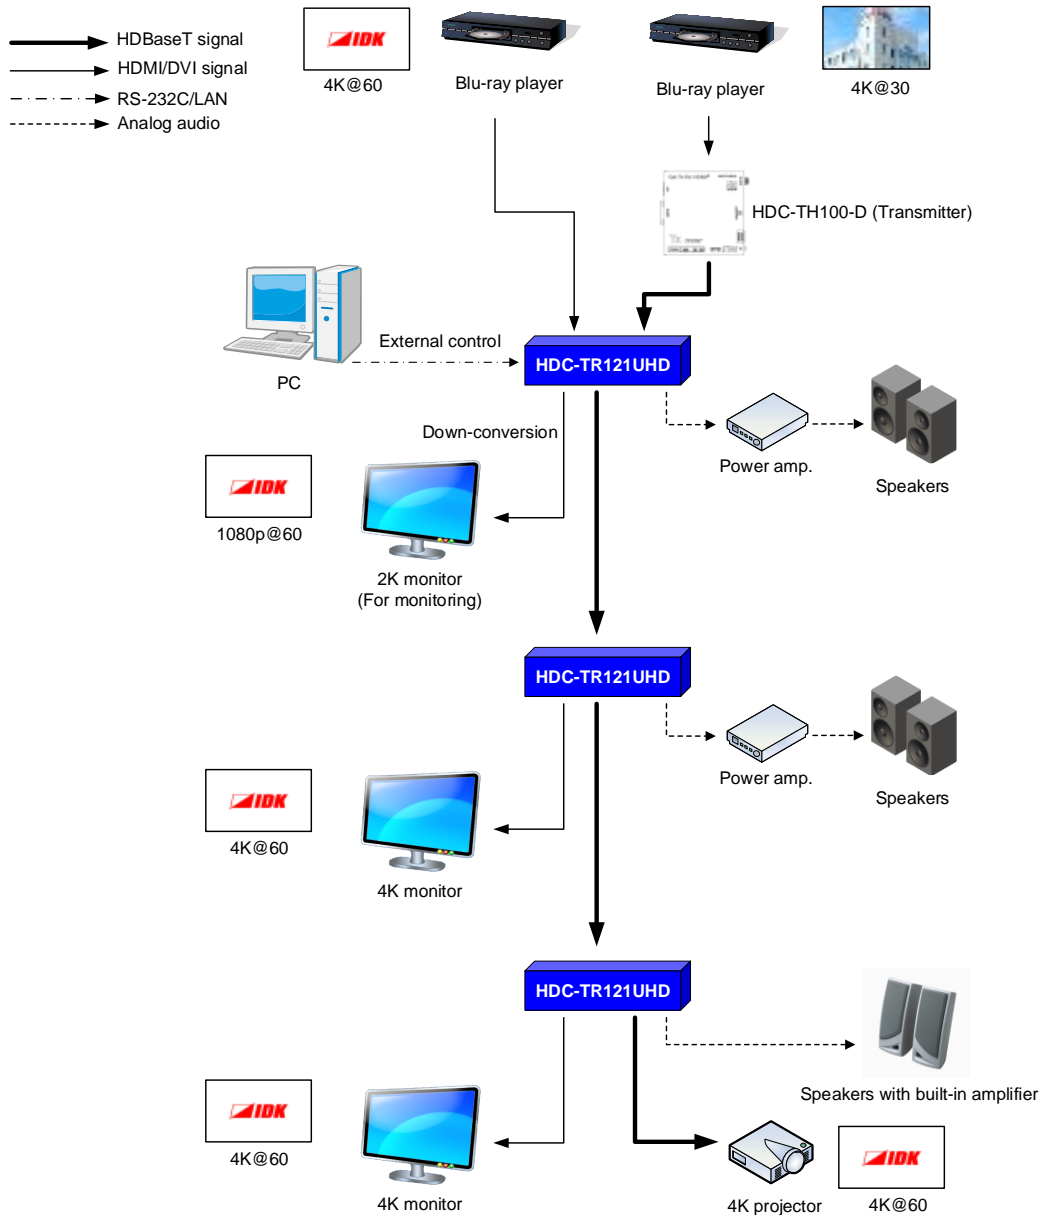 HDBaseT signal
HDMI/DVI signal
RS-232C/LAN
Analog audio
IDK
4K@60
Blu-ray player
Blu-ray player
4K@30
HDC-TH100-D (Transmitter)
PC
External control
HDC-TR121UHD
Down-conversion
IDK
1080p@60
2K monitor
(For monitoring)
Power amp.
Speakers
HDC-TR121UHD
IDK
4K@60
4K monitor
Power amp.
Speakers
HDC-TR121UHD
IDK
4K@60
4K monitor
Speakers with built-in amplifier
4K projector
IDK
4K@60